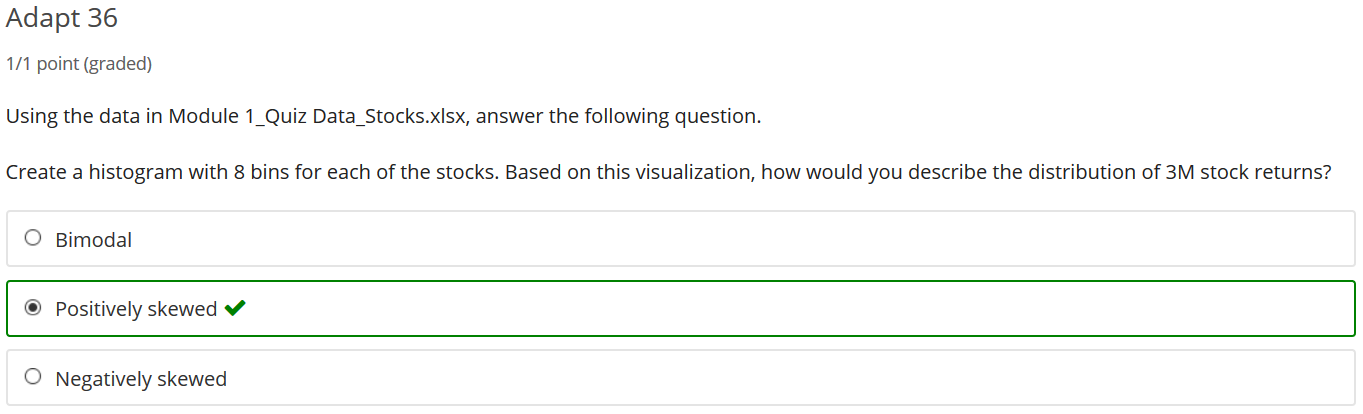 Adapt 36
1/1 point (graded)
Using the data in Module 1_Quiz Data_Stocks.xlsx, answer the following question.
Create a histogram with 8 bins for each of the stocks. Based on this visualization, how would you describe the distribution of 3M stock returns?
Bimodal
Positively skewed
Negatively skewed